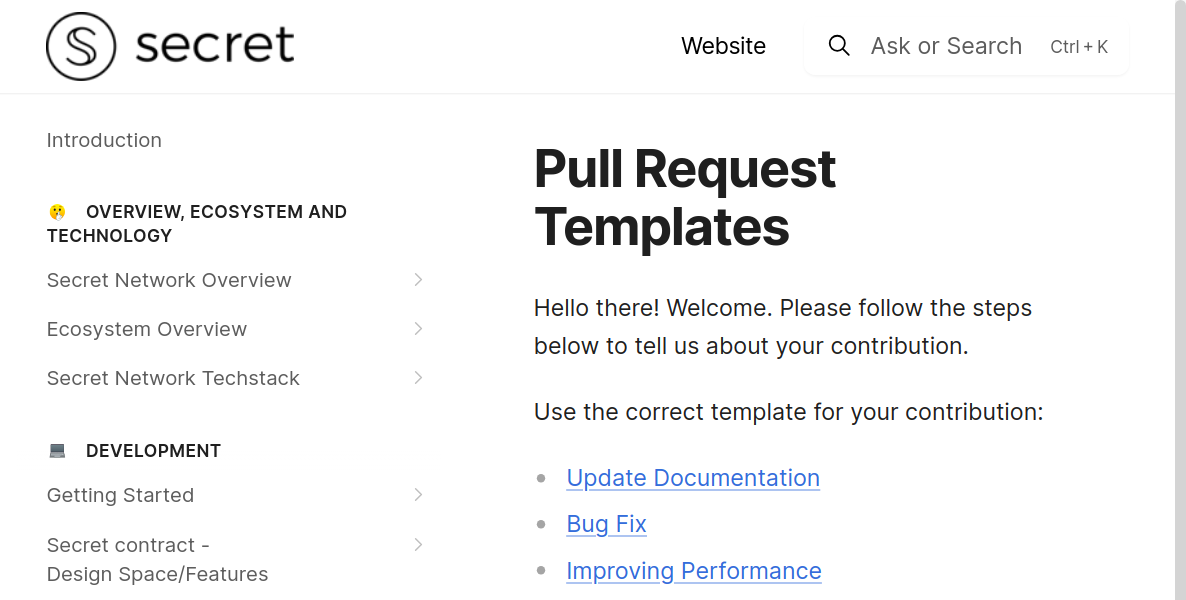 secret
Website
Ask or Search
Ctrl + K
Introduction
OVERVIEW, ECOSYSTEM AND
TECHNOLOGY
Secret Network Overview
Ecosystem Overview
Secret Network Techstack
DEVELOPMENT
Getting Started
Secret contract -
Design Space/Features
Pull Request
Templates
Hello there! Welcome. Please follow the steps
below to tell us about your contribution.
Use the correct template for your contribution:
Update Documentation
Bug Fix
Improving Performance